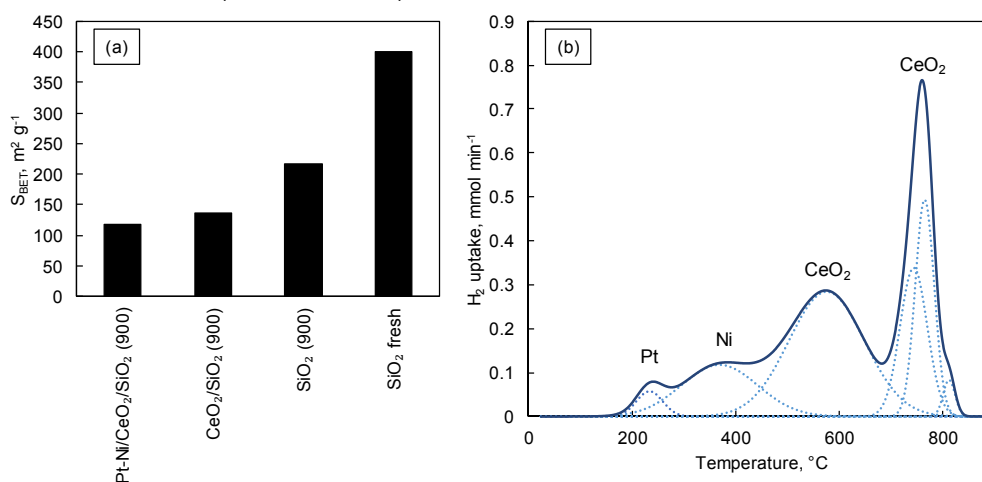 (a)
S_BET, m² g⁻¹
450
400
350
300
250
200
150
100
50
0
Pt-Ni/CeO₂/SiO₂ (900)
CeO₂/SiO₂ (900)
SiO₂ (900)
SiO₂ fresh
(b)
H₂ uptake, mmol min⁻¹
0.9
0.8
0.7
0.6
0.5
0.4
0.3
0.2
0.1
0
Pt
Ni
CeO₂
CeO₂
0
200
400
600
800
Temperature, °C